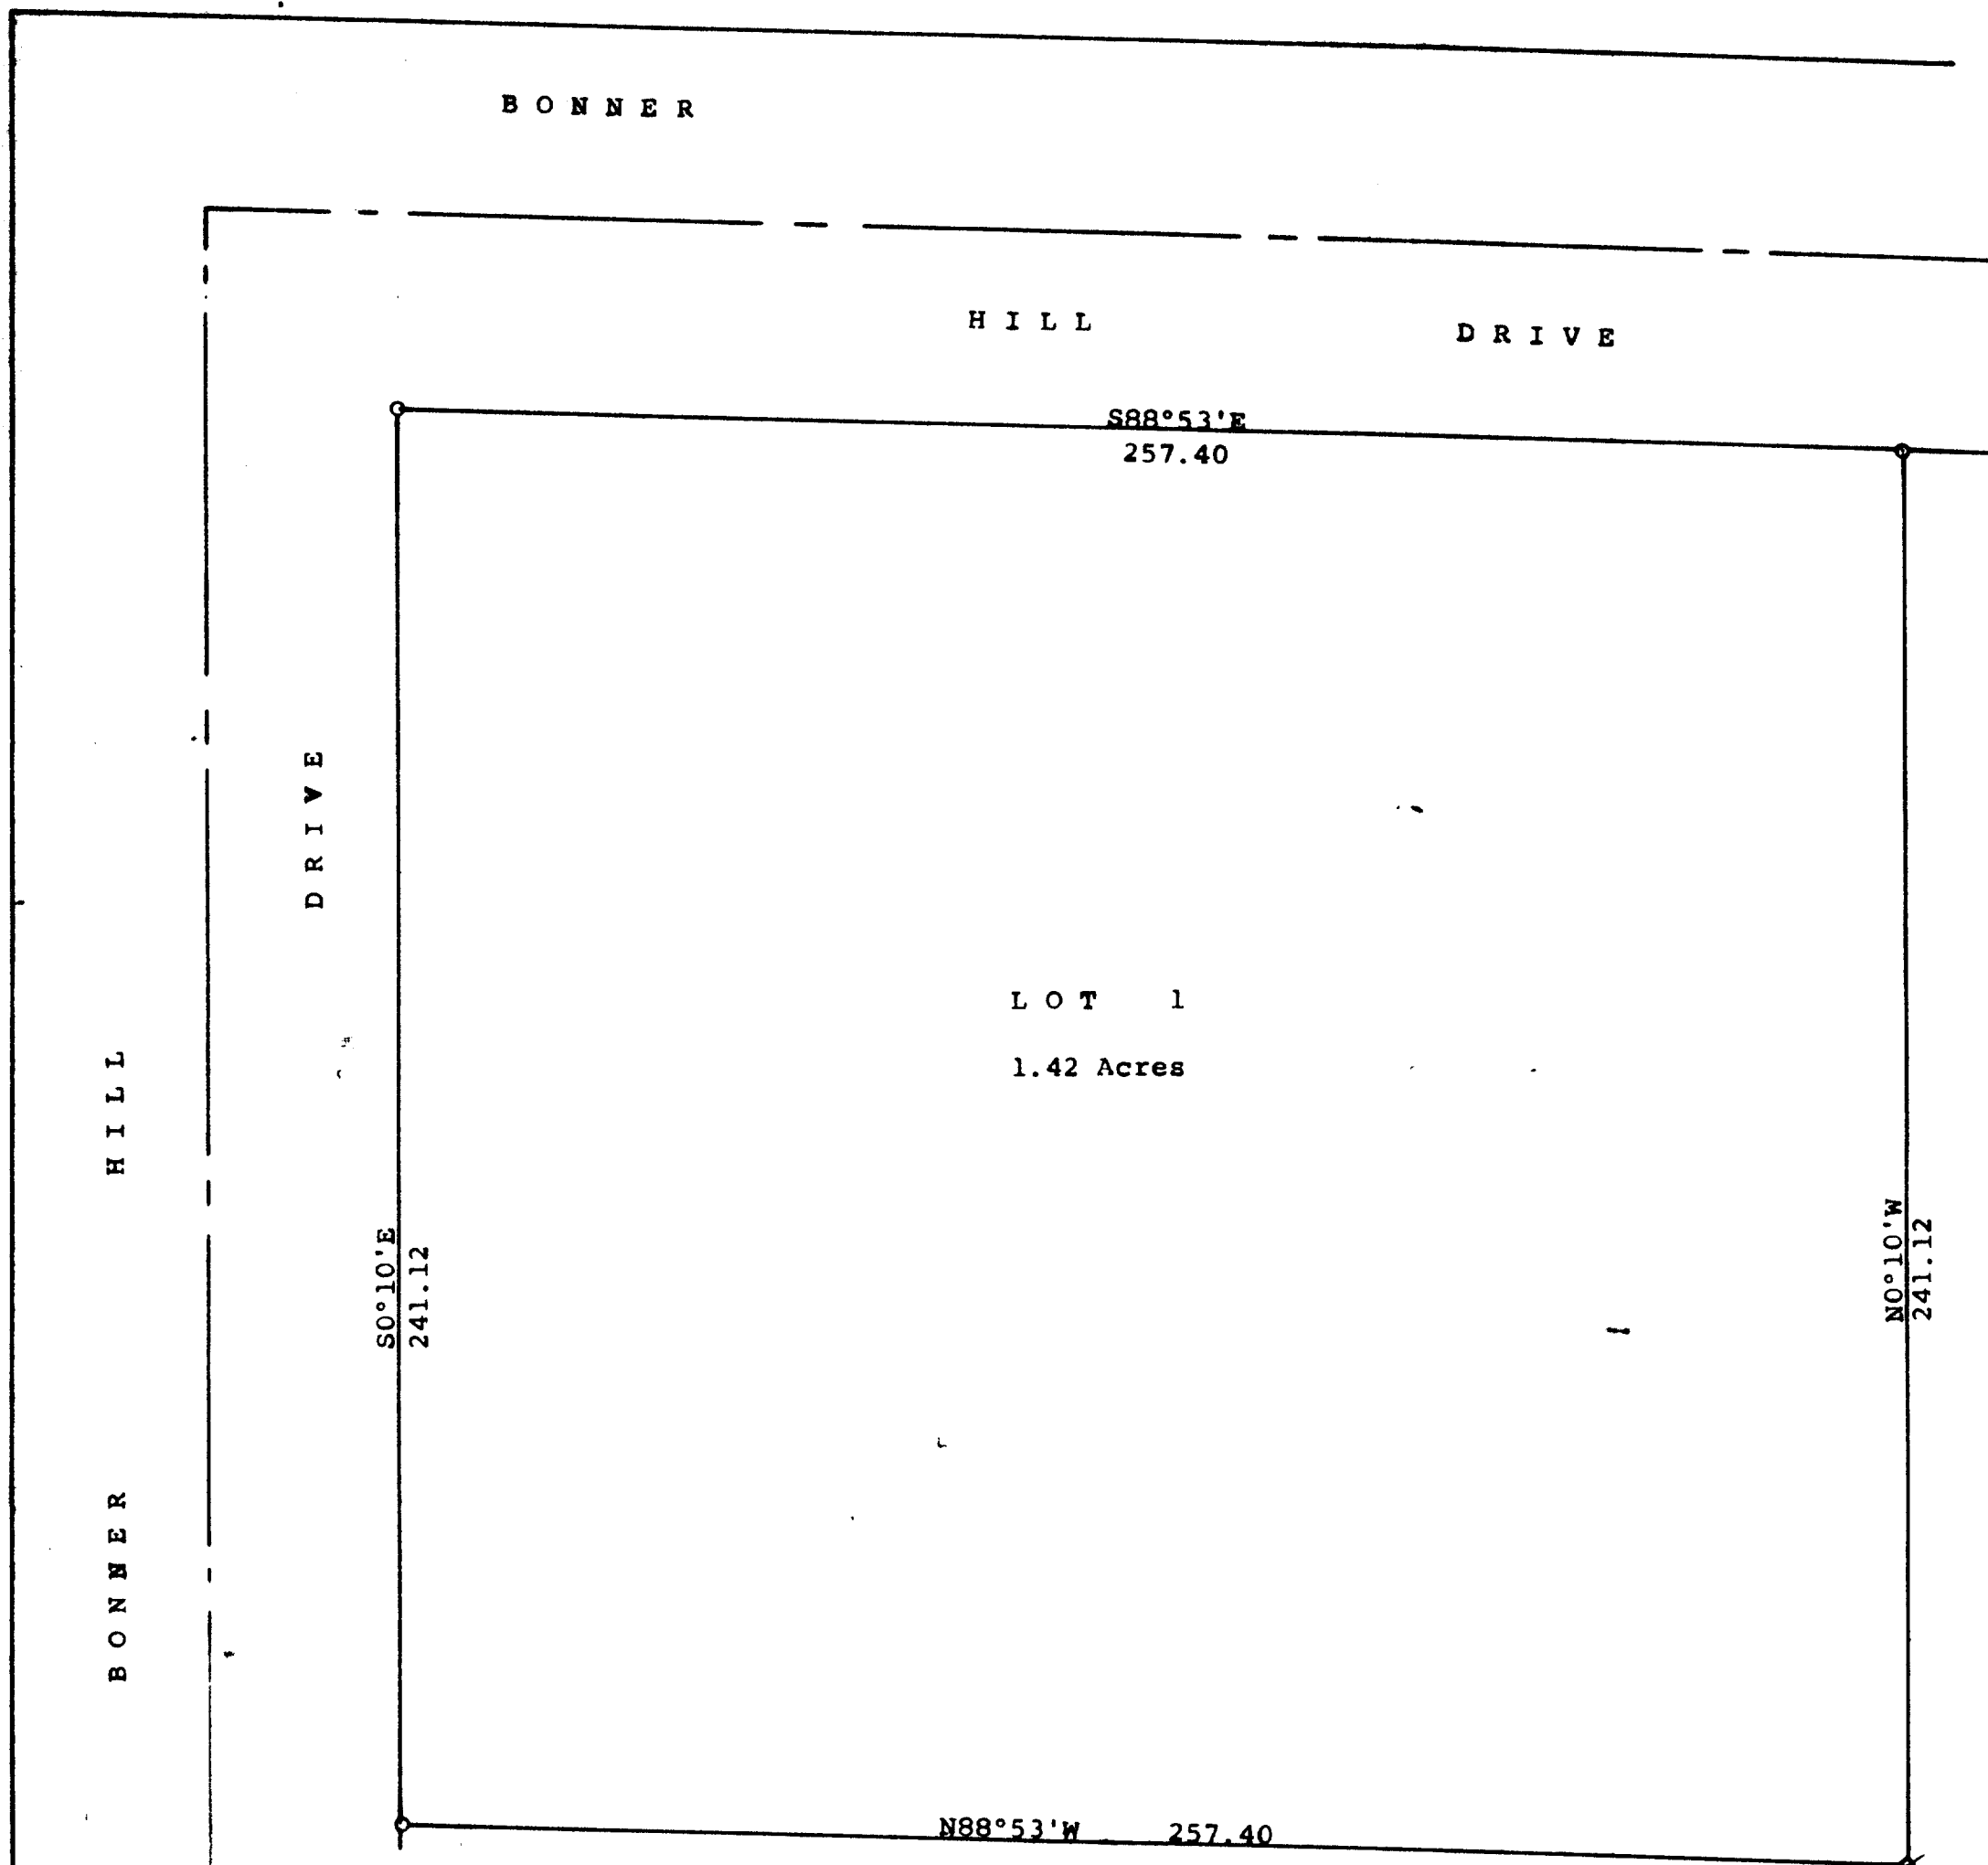 BONNER
HILL DRIVE
S88°53'E
257.40
DRIVE
HILL
BONNER
LOT 1
1.42 Acres
S0°10'E
241.12
N0°10'W
241.12
N88°53'W 257.40